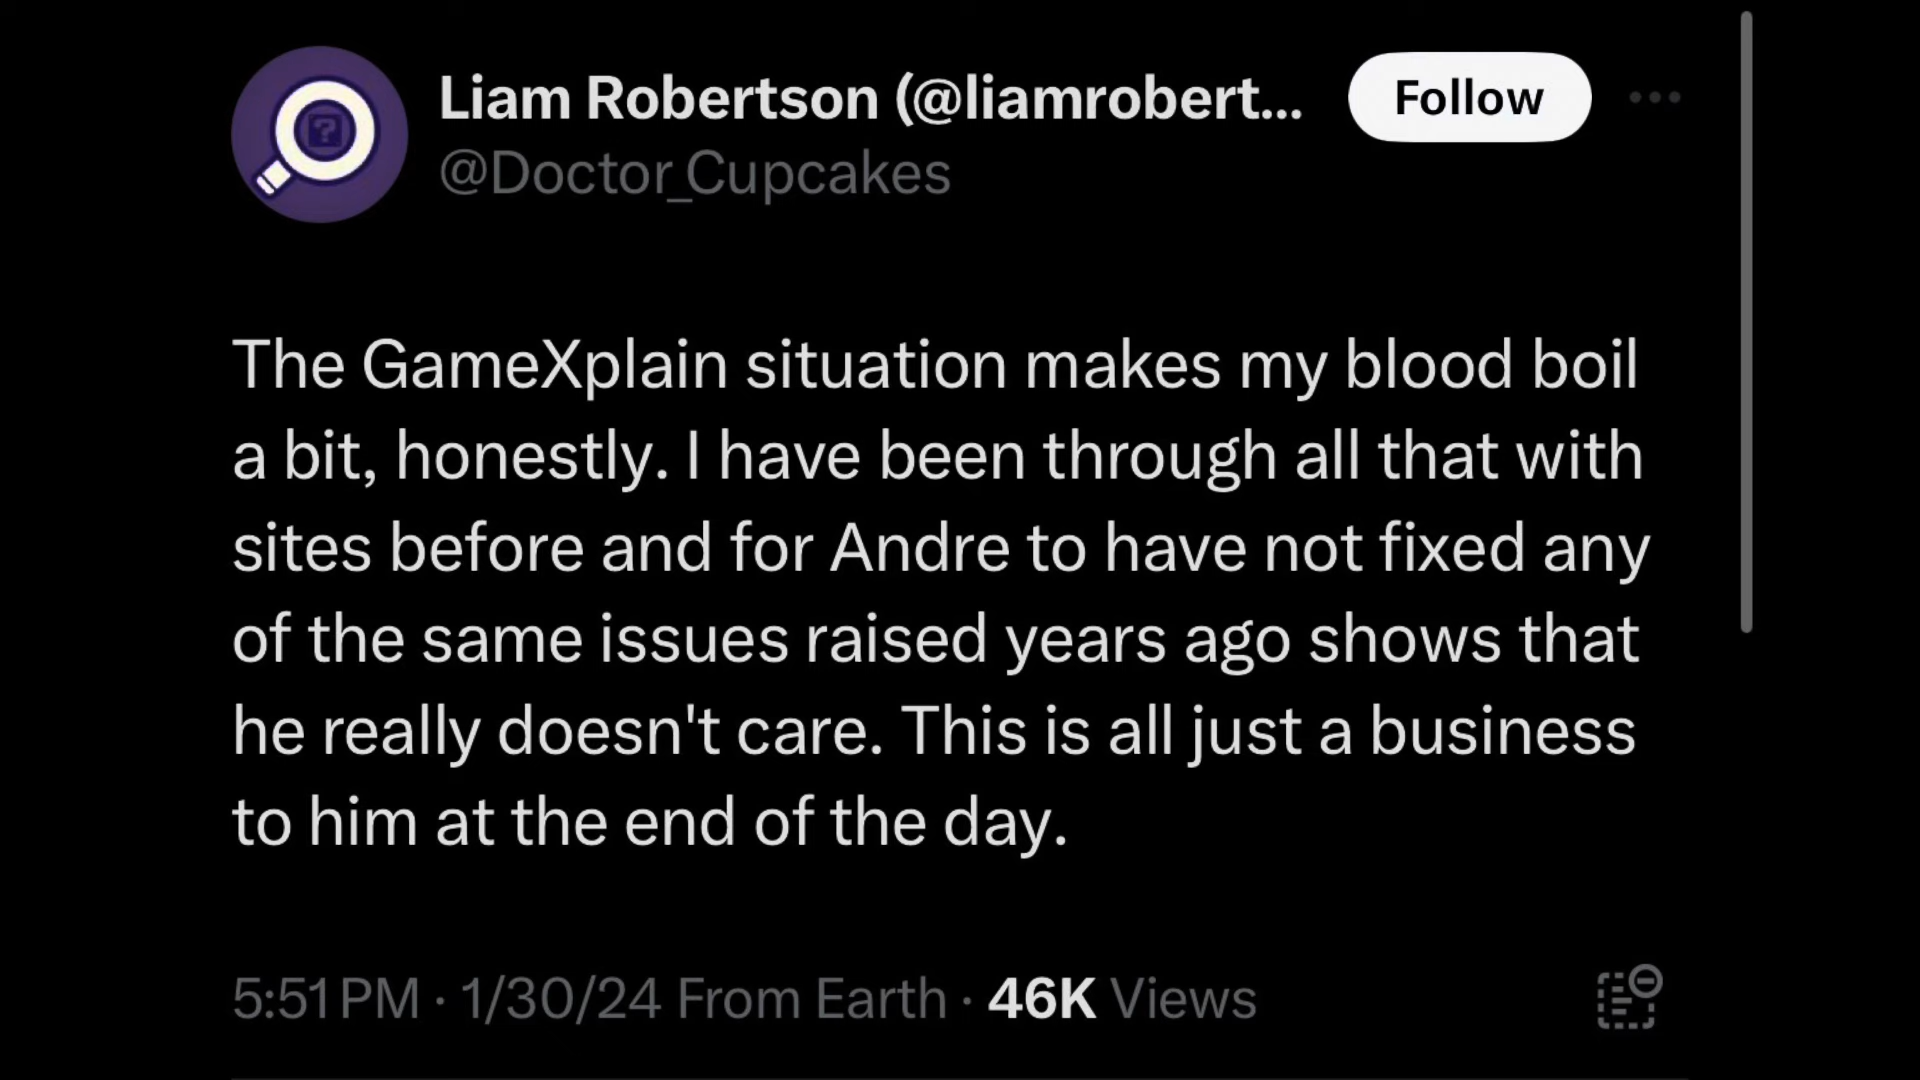 Liam Robertson (@liamrobert...
Follow
@Doctor_Cupcakes
The GameXplain situation makes my blood boil
a bit, honestly. I have been through all that with
sites before and for Andre to have not fixed any
of the same issues raised years ago shows that
he really doesn't care. This is all just a business
to him at the end of the day.
5:51 PM · 1/30/24 From Earth · 46K Views